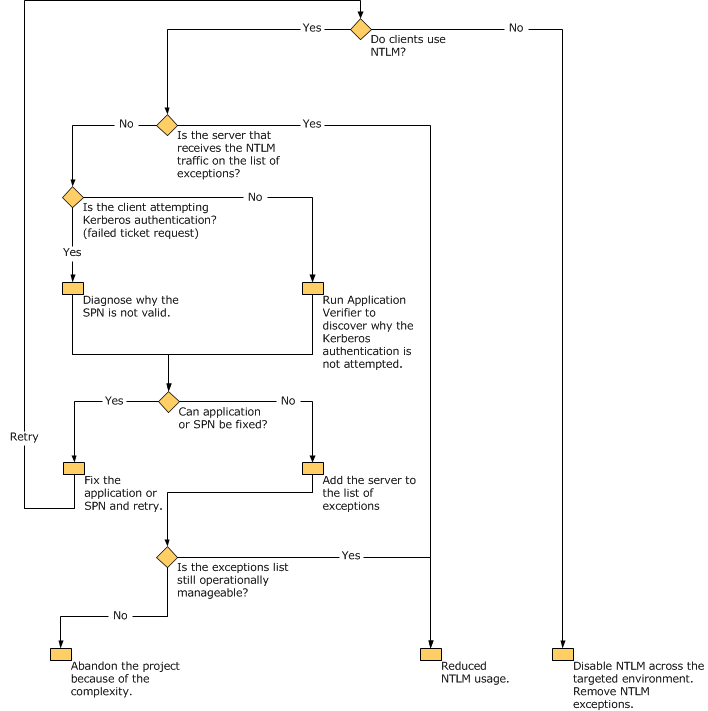 Yes
No
Do clients use
NTLM?
No
Yes
Is the server that
receives the NTLM
traffic on the list of
exceptions?
No
Is the client attempting
Kerberos authentication?
(failed ticket request)
Yes
Diagnose why the
SPN is not valid.
Run Application
Verifier to
discover why the
Kerberos
authentication is
not attempted.
Yes
No
Can application
or SPN be fixed?
Retry
Fix the
application or
SPN and retry.
Add the server to
the list of
exceptions
Yes
Is the exceptions list
still operationally
manageable?
No
Abandon the project
because of the
complexity.
Reduced
NTLM usage.
Disable NTLM across the
targeted environment.
Remove NTLM
exceptions.